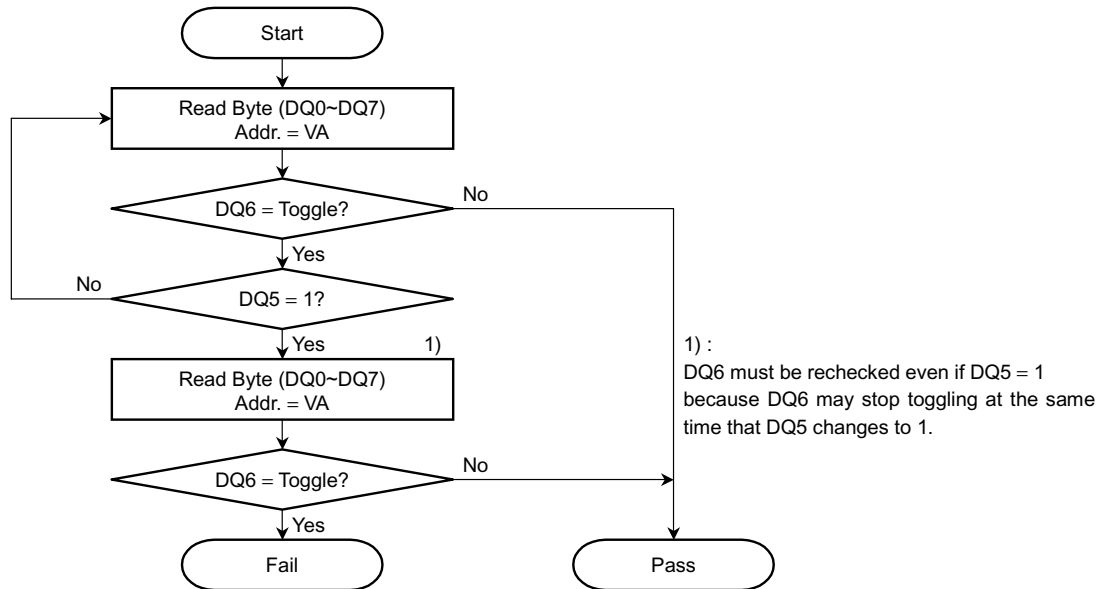 Start
Read Byte (DQ0~DQ7)
Addr. = VA
DQ6 = Toggle?
No
Yes
No
DQ5 = 1?
Yes
1)
Read Byte (DQ0~DQ7)
Addr. = VA
1) :
DQ6 must be rechecked even if DQ5 = 1
because DQ6 may stop toggling at the same
time that DQ5 changes to 1.
DQ6 = Toggle?
No
Yes
Fail
Pass